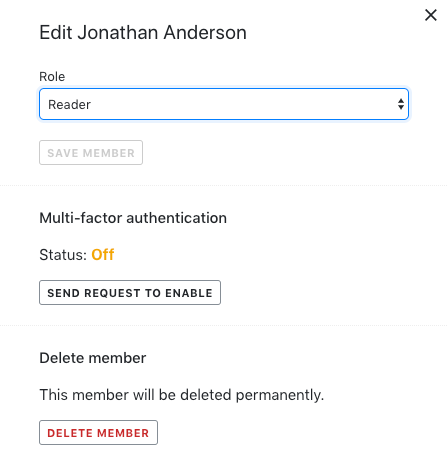 Edit Jonathan Anderson
Role
Reader
SAVE MEMBER
Multi-factor authentication
Status: Off
SEND REQUEST TO ENABLE
Delete member
This member will be deleted permanently.
DELETE MEMBER